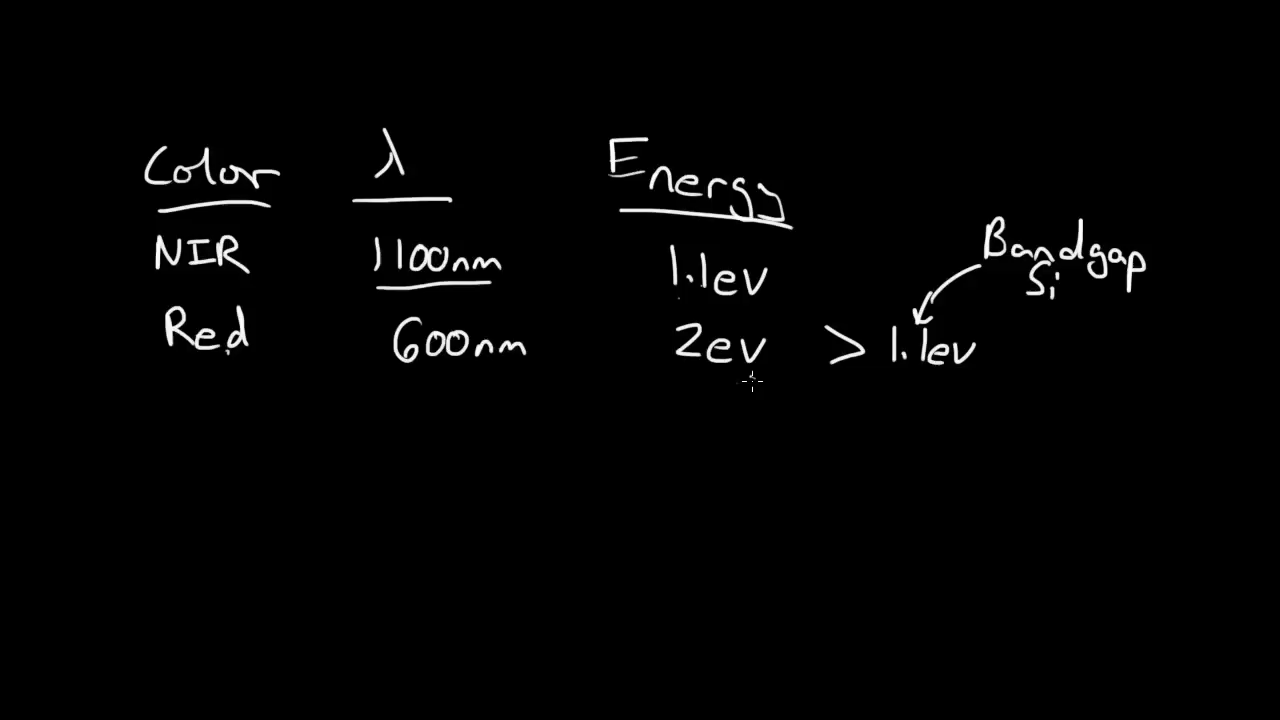 Color λ Energy
NIR 1100nm 1.1ev
Bandgap
Si
Red 600nm 2ev > 1.1ev